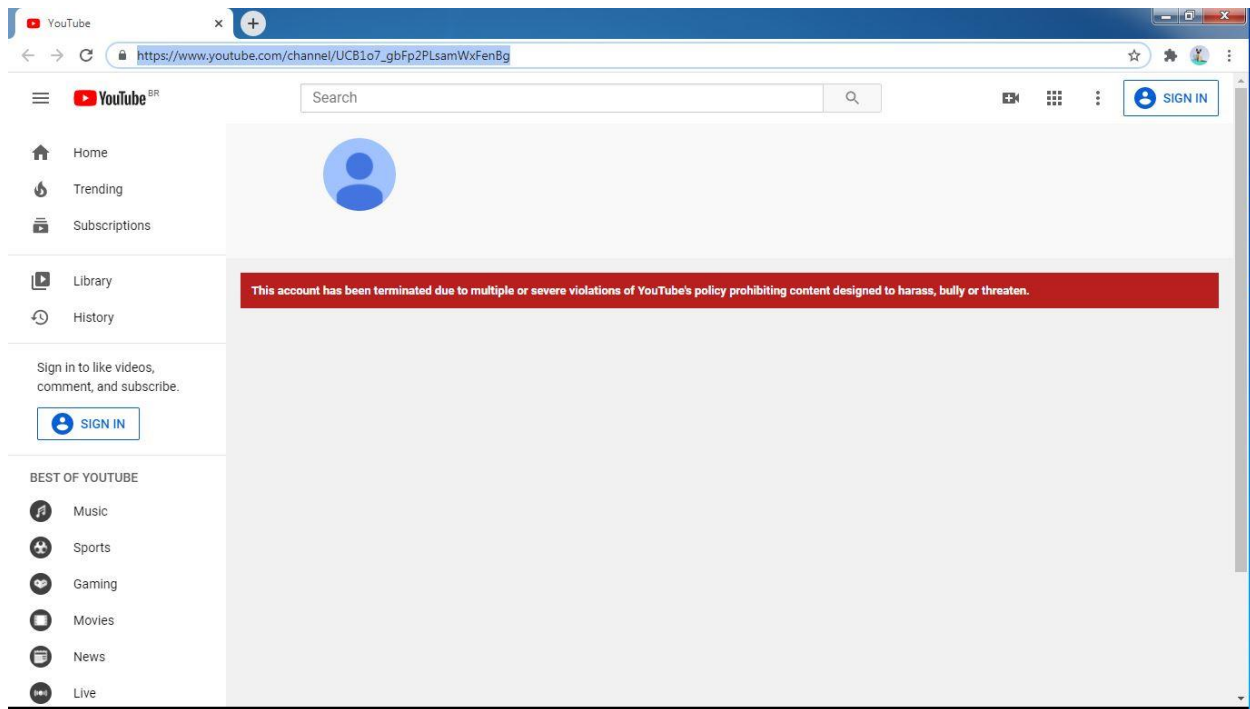 YouTube
https://www.youtube.com/channel/UCB1o7_gbFp2PLsamWxFenBg
YouTube BR
Search
SIGN IN
Home
Trending
Subscriptions
Library
History
This account has been terminated due to multiple or severe violations of YouTube's policy prohibiting content designed to harass, bully or threaten.
Sign in to like videos,
comment, and subscribe.
SIGN IN
BEST OF YOUTUBE
Music
Sports
Gaming
Movies
News
Live